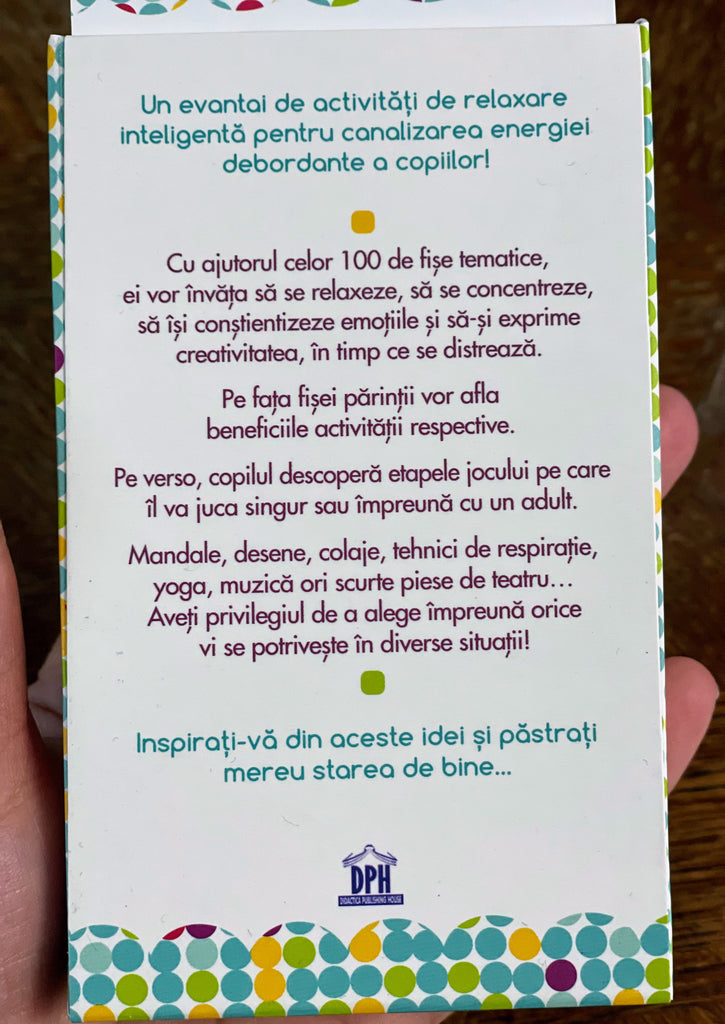 Un evantai de activități de relaxare
inteligentă pentru canalizarea energiei
debordante a copiilor!
Cu ajutorul celor 100 de fișe tematice,
ei vor învăța să se relaxeze, să se concentreze,
să își conștientizeze emoțiile și să-și exprime
creativitatea, în timp ce se distrează.
Pe fața fișei părinții vor afla
beneficiile activității respective.
Pe verso, copilul descoperă etapele jocului pe care
îl va juca singur sau împreună cu un adult.
Mandale, desene, colaje, tehnici de respirație,
yoga, muzică ori scurte piese de teatru...
Aveți privilegiul de a alege împreună orice
vi se potrivește în diverse situații!
Inspirați-vă din aceste idei și păstrați
mereu starea de bine...
DPH
DIDACTICA PUBLISHING HOUSE